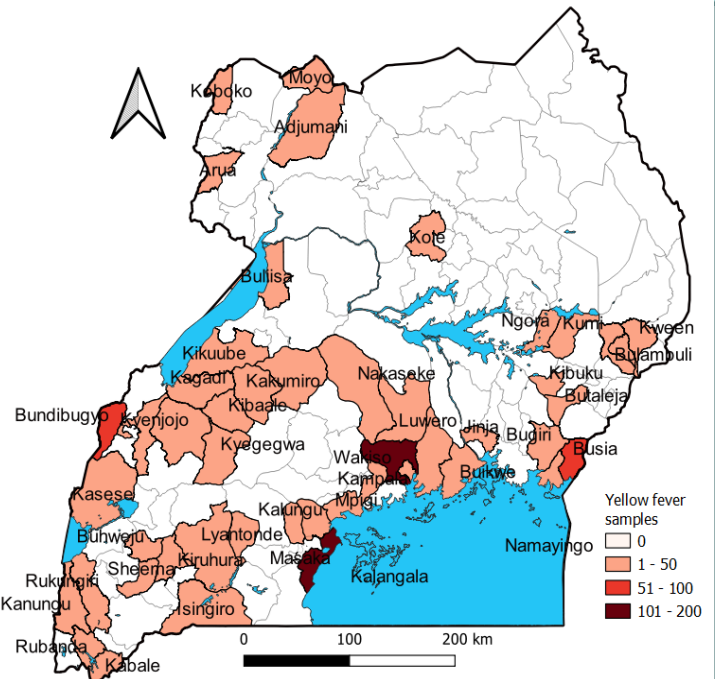 Moyo
Koboko
Adjumani
Arua
Kole
Buliisa
Ngora
Kumi
Kween
Bulambuli
Kikuube
Kagadi
Kakumiro
Nakaseke
Kibuku
Butaleja
Kibaale
Bundibugyo
Kyenjojo
Luwero
Jinja
Bugiri
Kyegegwa
Wakiso
Busia
Kampala
Buikwe
Kasese
Mpigi
Kalungu
Buhweju
Lyantonde
Namayingo
Kiruhura
Masaka
Sheema
Kalangala
Rukungiri
Kanungu
Isingiro
Rubanda
Kabale
Yellow fever
samples
0
1 - 50
51 - 100
101 - 200
0 100 200 km